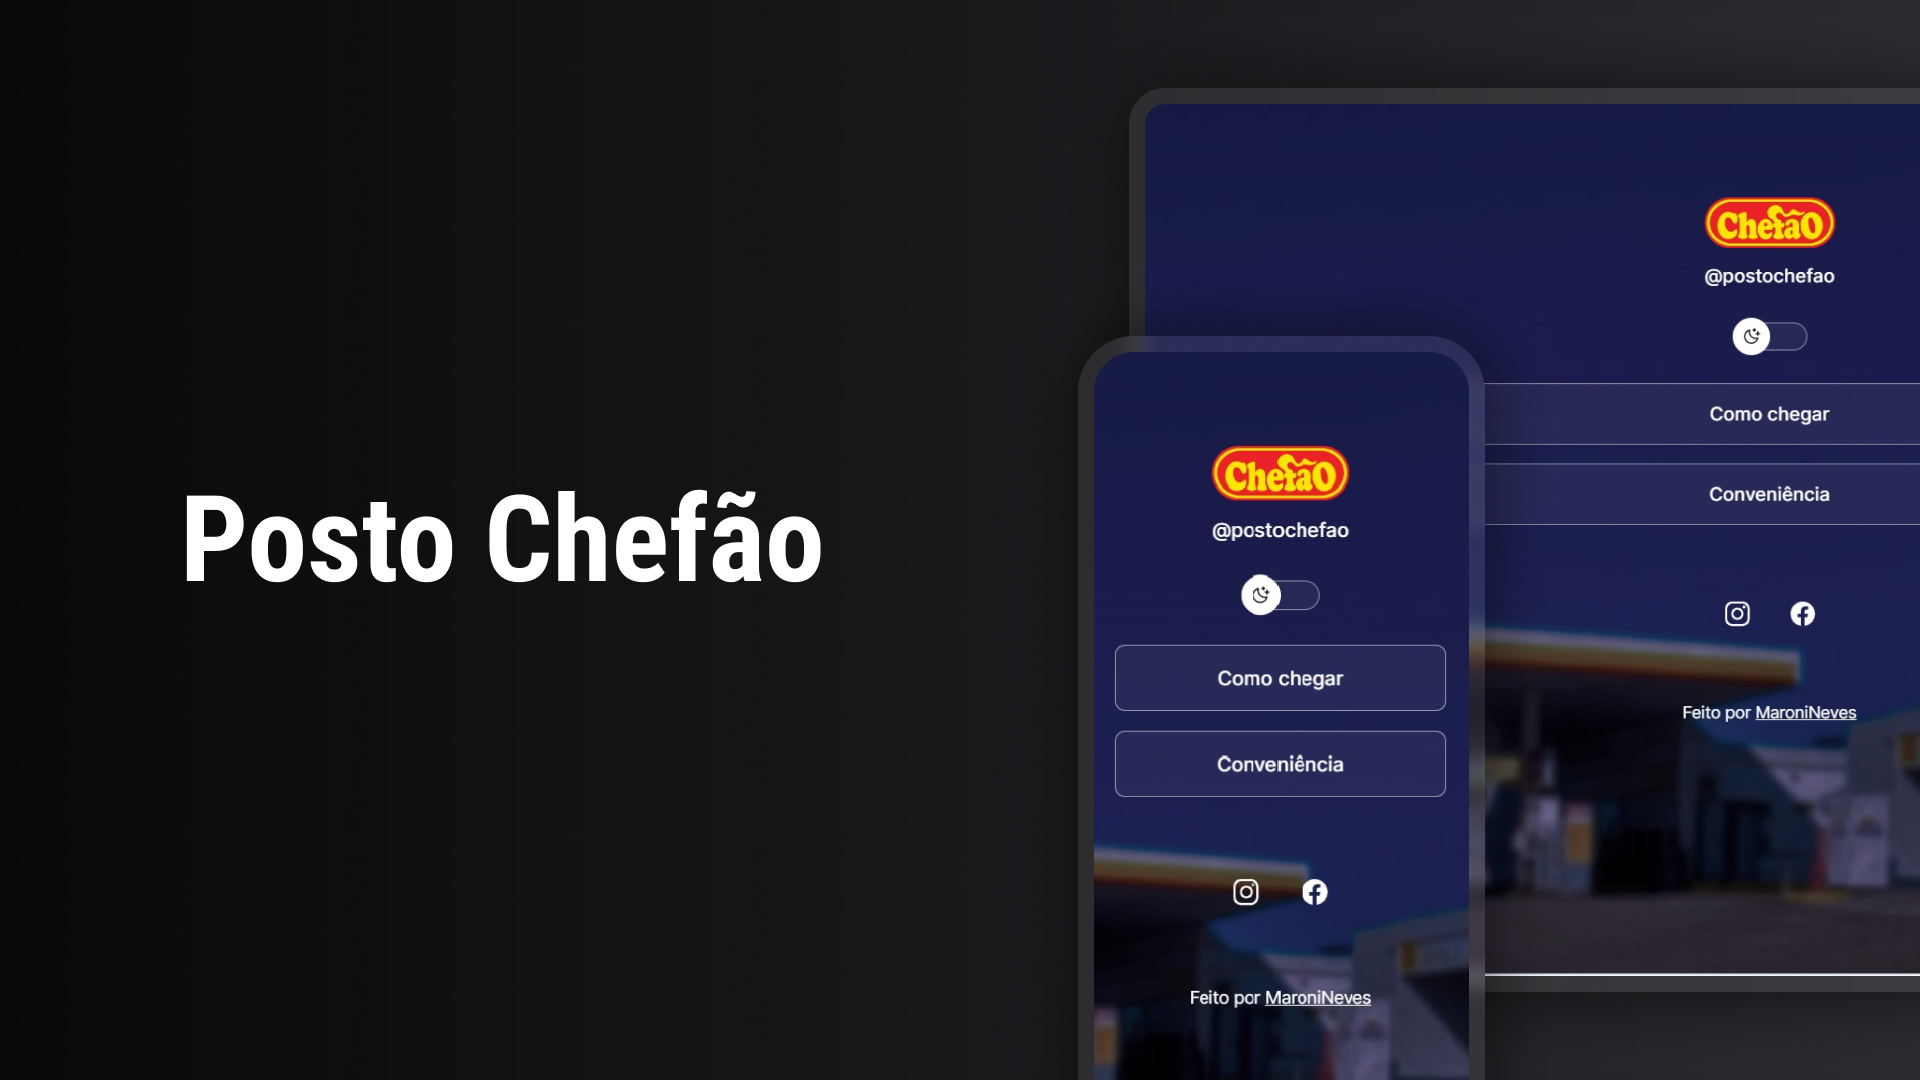 Posto Chefão
Chefão
@postochefao
Como chegar
Conveniência
Feito por MaroniNeves
Chefão
@postochefao
Como chegar
Conveniência
Feito por MaroniNeves